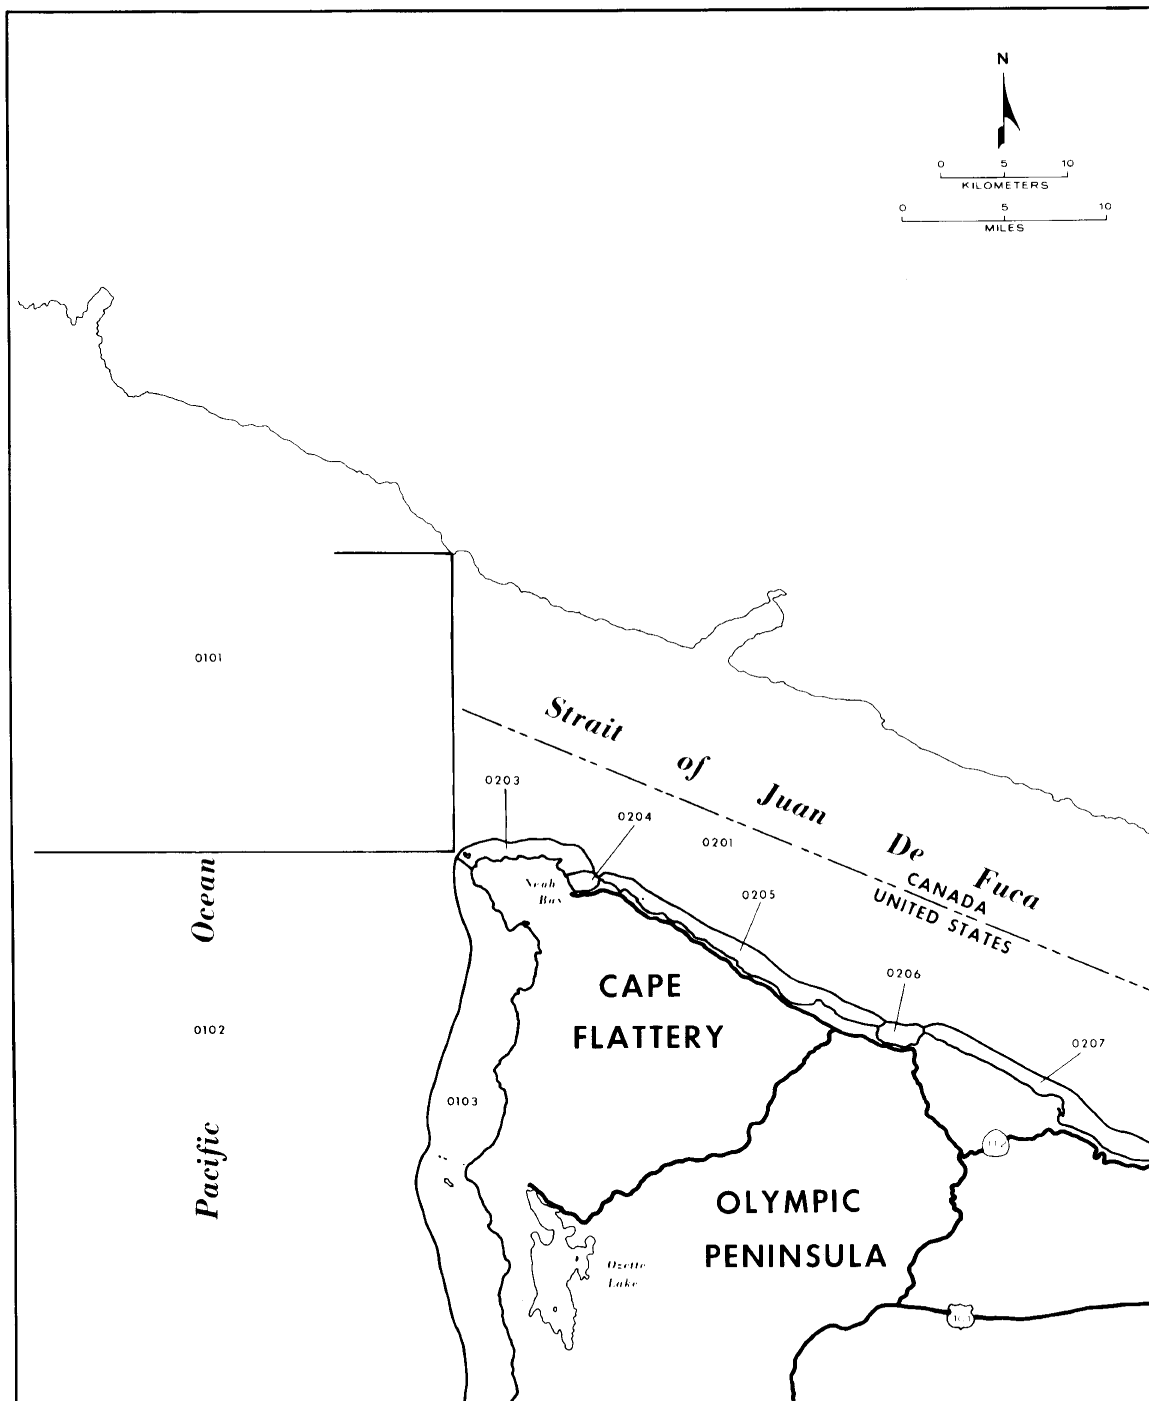 N
0 5 10
KILOMETERS
0 5 10
MILES
0101
Strait of Juan De Fuca
0203
0204
0201
CANADA
UNITED STATES
Neah
Bay
0205
0206
0207
Pacific Ocean
CAPE
FLATTERY
0102
0103
OLYMPIC
PENINSULA
Ozette
Lake
101